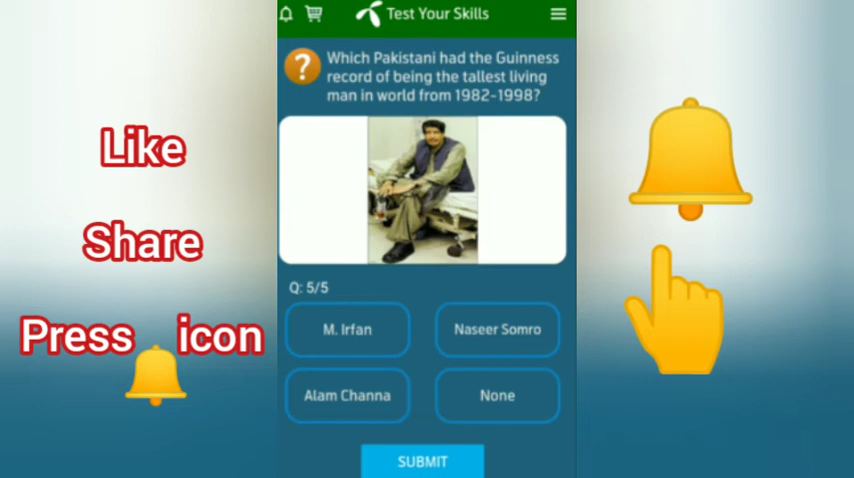 Test Your Skills
Which Pakistani had the Guinness
record of being the tallest living
man in world from 1982-1998?
Like
Share
Press icon
Q: 5/5
M. Irfan
Naseer Somro
Alam Channa
None
SUBMIT